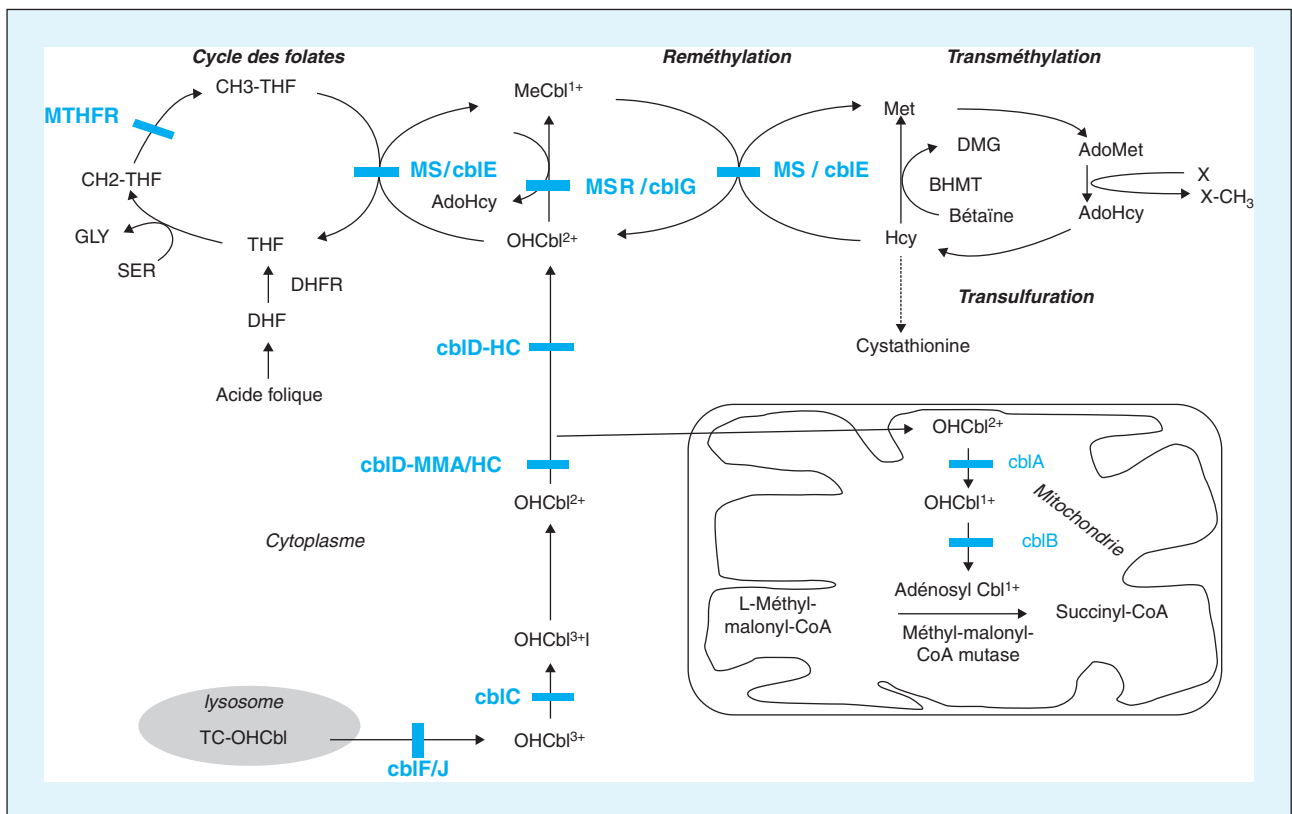 Cycle des folates
Reméthylation
Transméthylation
CH3-THF
MeCbl1+
Met
MTHFR
DMG
AdoMet
CH2-THF
MS/cblE
MSR /cblG
MS / cblE
BHMT
X
AdoHcy
X-CH3
Bétaïne
AdoHcy
GLY
THF
OHCbl2+
Hcy
SER
DHFR
Transulfuration
DHF
cblD-HC
Cystathionine
Acide folique
OHCbl2+
cblD-MMA/HC
cblA
OHCbl2+
OHCbl1+
Mitochondrie
Cytoplasme
cblB
Adénosyl Cbl1+
L-Méthyl-
malonyl-CoA
Succinyl-CoA
Méthyl-malonyl-
CoA mutase
OHCbl3+I
cblC
lysosome
TC-OHCbl
OHCbl3+
cblF/J